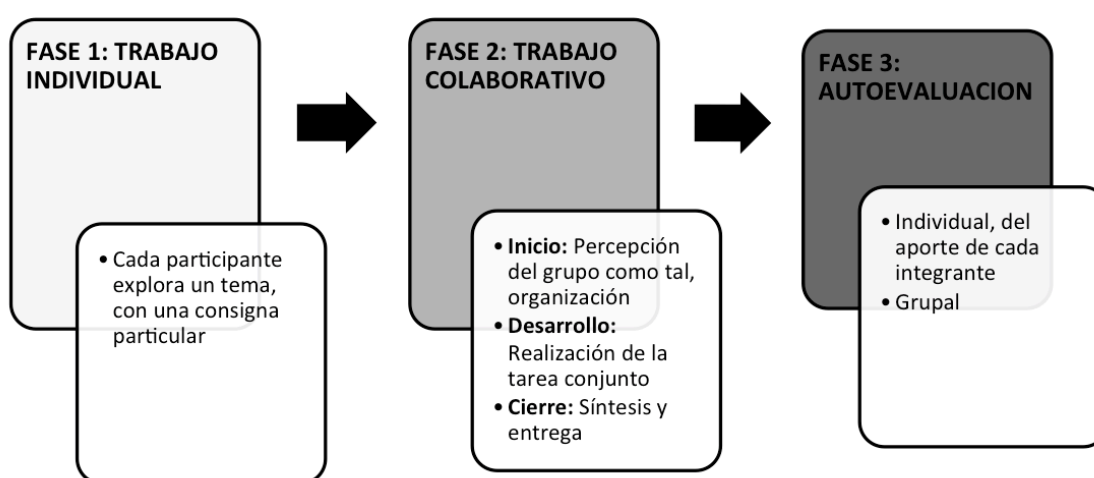 FASE 1: TRABAJO
INDIVIDUAL
• Cada participante
explora un tema,
con una consigna
particular
FASE 2: TRABAJO
COLABORATIVO
• Inicio: Percepción
del grupo como tal,
organización
• Desarrollo:
Realización de la
tarea conjunto
• Cierre: Síntesis y
entrega
FASE 3:
AUTOEVALUACION
• Individual, del
aporte de cada
integrante
• Grupal